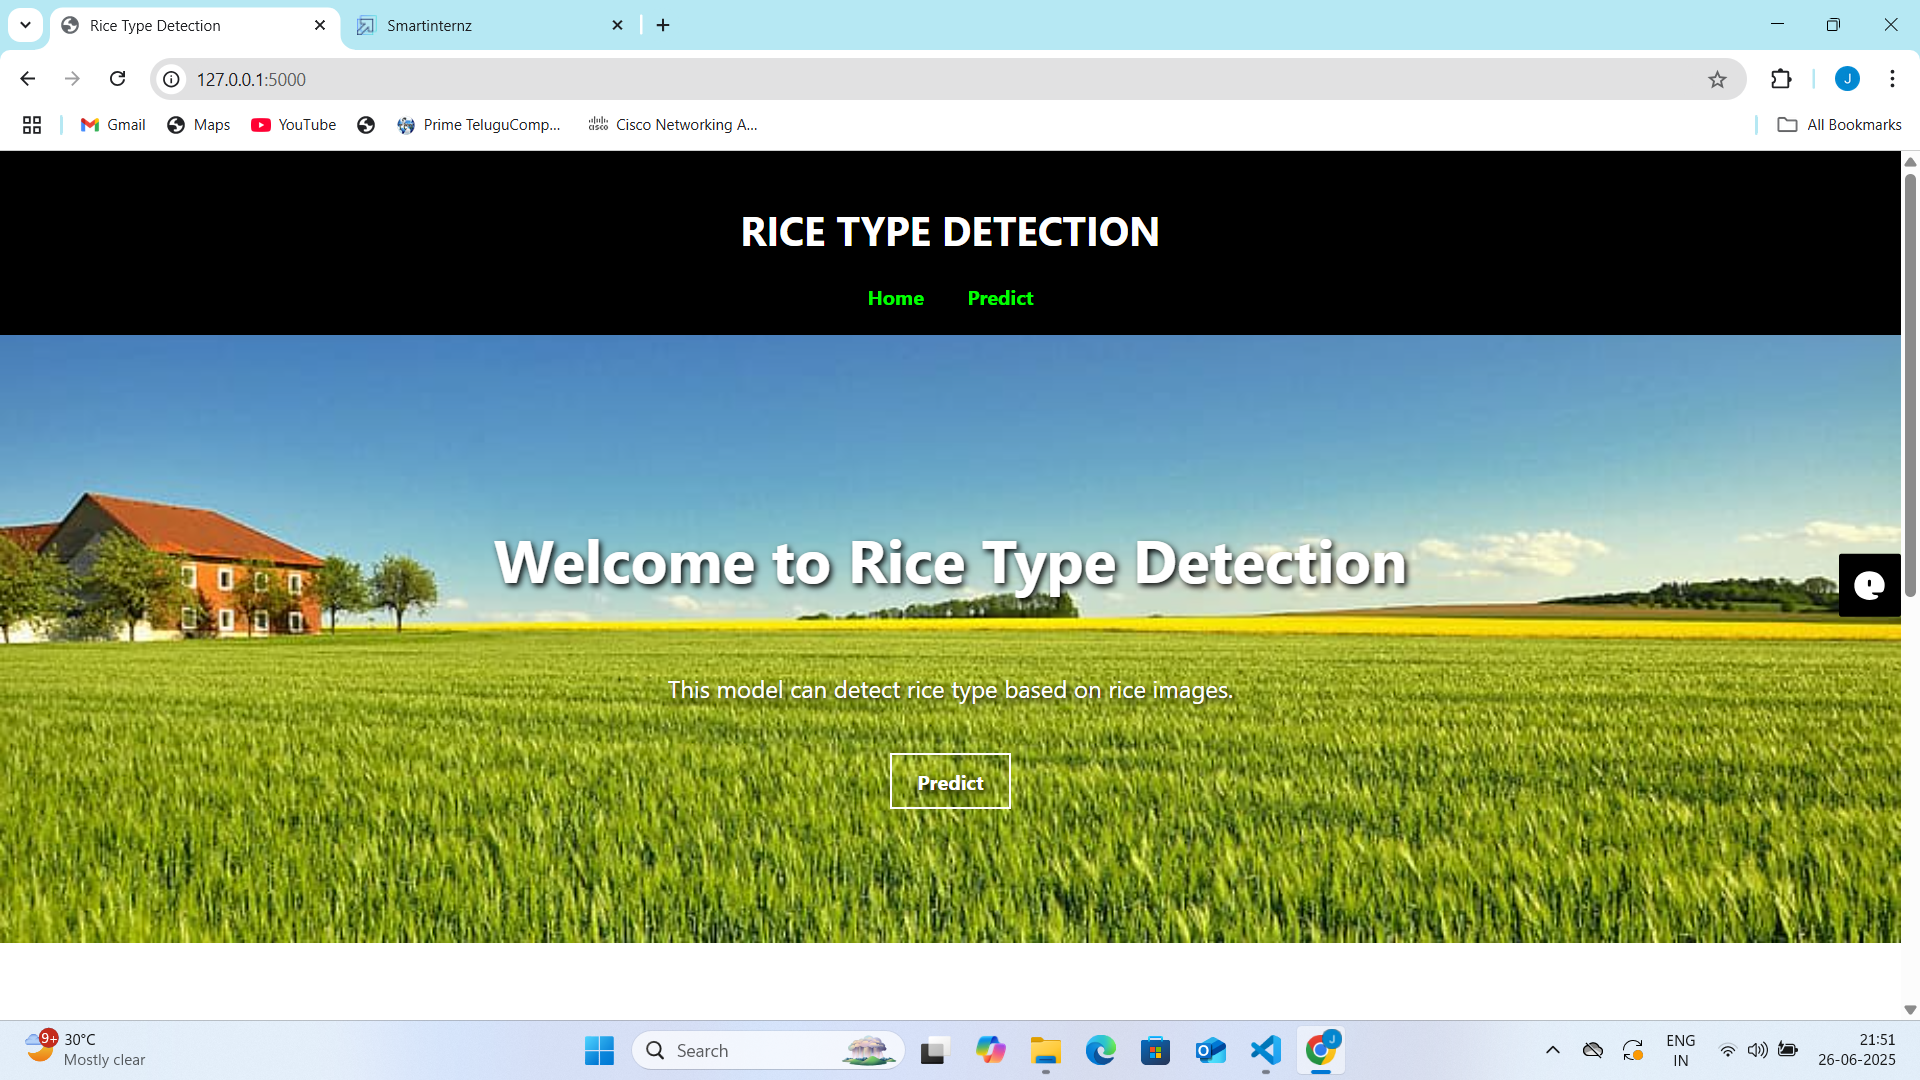 Rice Type Detection
Smartinternz
127.0.0.1:5000
J
Gmail
Maps
YouTube
Prime TeluguComp...
cisco
Cisco Networking A...
All Bookmarks
RICE TYPE DETECTION
Home Predict
Welcome to Rice Type Detection
This model can detect rice type based on rice images.
Predict
9+
30°C
Mostly clear
Search
J
ENG
IN
21:51
26-06-2025